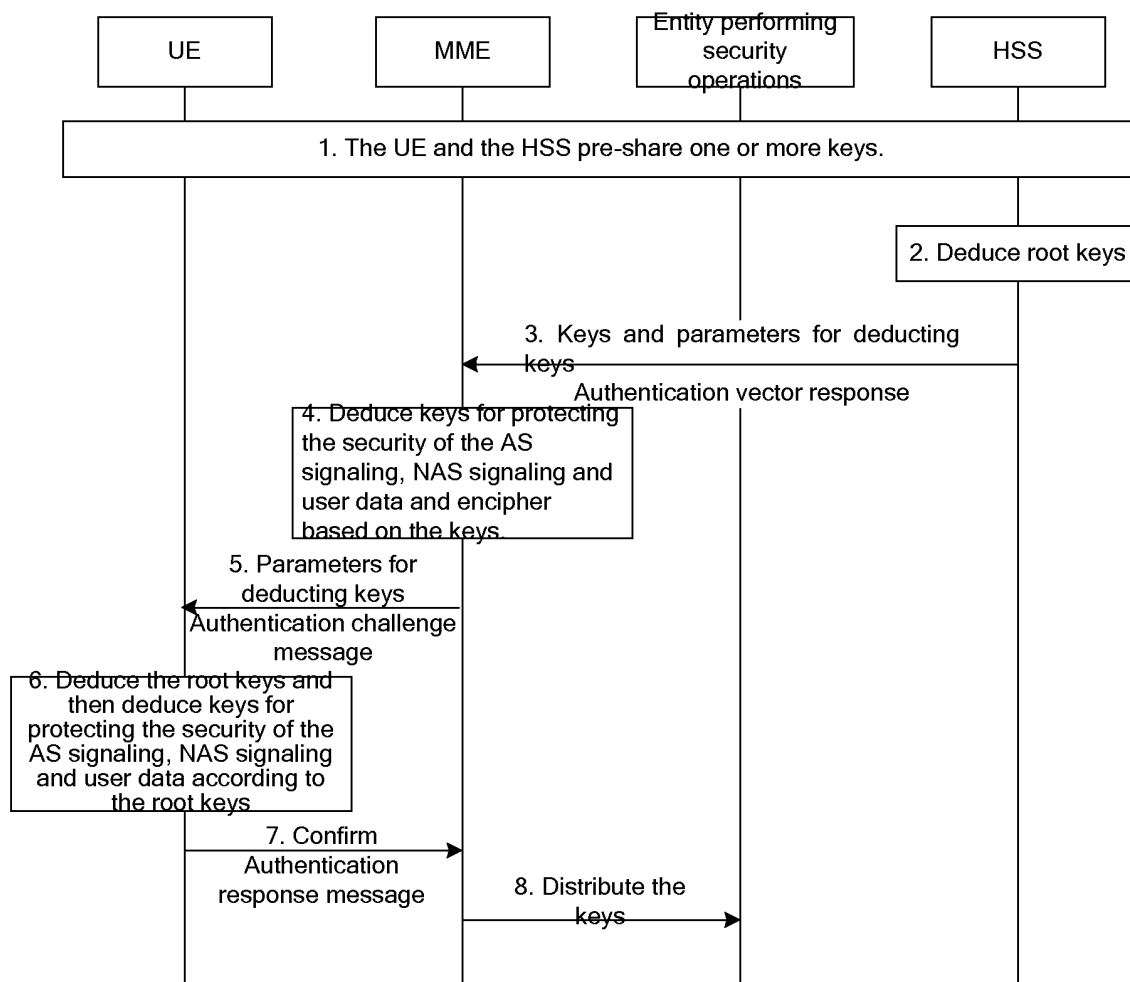 UE
MME
Entity performing
security
operations
HSS
1. The UE and the HSS pre-share one or more keys.
2. Deduce root keys
3. Keys and parameters for deducting
keys
Authentication vector response
4. Deduce keys for protecting
the security of the AS
signaling, NAS signaling and
user data and encipher
based on the keys.
5. Parameters for
deducting keys
Authentication challenge
message
6. Deduce the root keys and
then deduce keys for
protecting the security of the
AS signaling, NAS signaling
and user data according to
the root keys
7. Confirm
Authentication
response message
8. Distribute the
keys